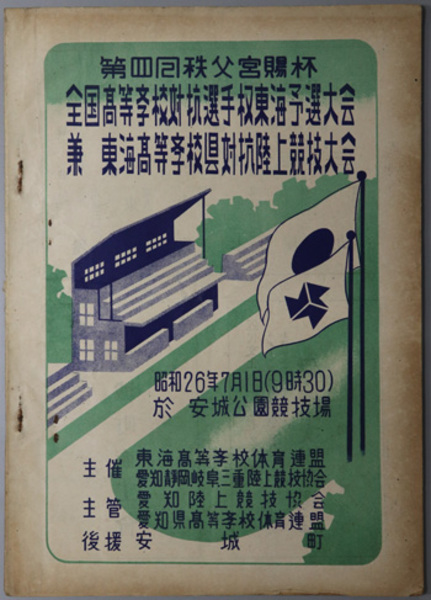 第四回秩父宮賜杯
全国高等学校対抗選手权東海予選大会
兼 東海高等学校县対抗陸上競技大会
昭和26年7月1日(9時30)
於 安城公園競技場
主催 東海高等学校体育連盟
愛知静岡岐阜三重陸上競技協会
主管 愛知陸上競技協会
愛知県高等学校体育連盟
後援 安城町